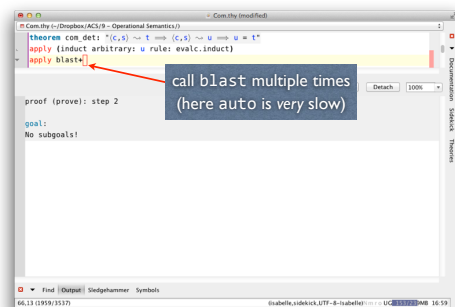 Com.thy (modified)
Com.thy (~/Dropbox/ACS/9 – Operational Semantics/)
theorem com_det: "⟨c,s⟩ ⇝ t ⟹ ⟨c,s⟩ ⇝ u ⟹ u = t"
apply (induct arbitrary: u rule: evalc.induct)
apply blast+
call blast multiple times
(here auto is very slow)
Detach 100%
Documentation
Sidekick
Theories
proof (prove): step 2
goal:
No subgoals!
Find Output Sledgehammer Symbols
66,13 (1959/3537)
(isabelle,sidekick,UTF-8-Isabelle)
16:59